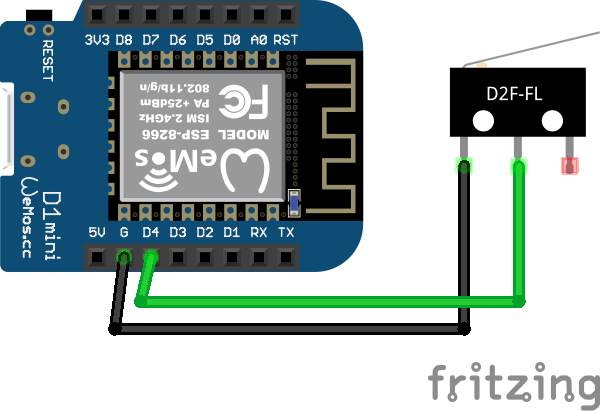 3V3 D8 D7 D6 D5 D0 A0 RST
RESET
D1 mini
WeMos.cc
WeMos
MODEL ESP-8266
ISM 2.4GHz
PA +25dBm
802.11b/g/n
FC
5V G D4 D3 D2 D1 RX TX
D2F-FL
fritzing